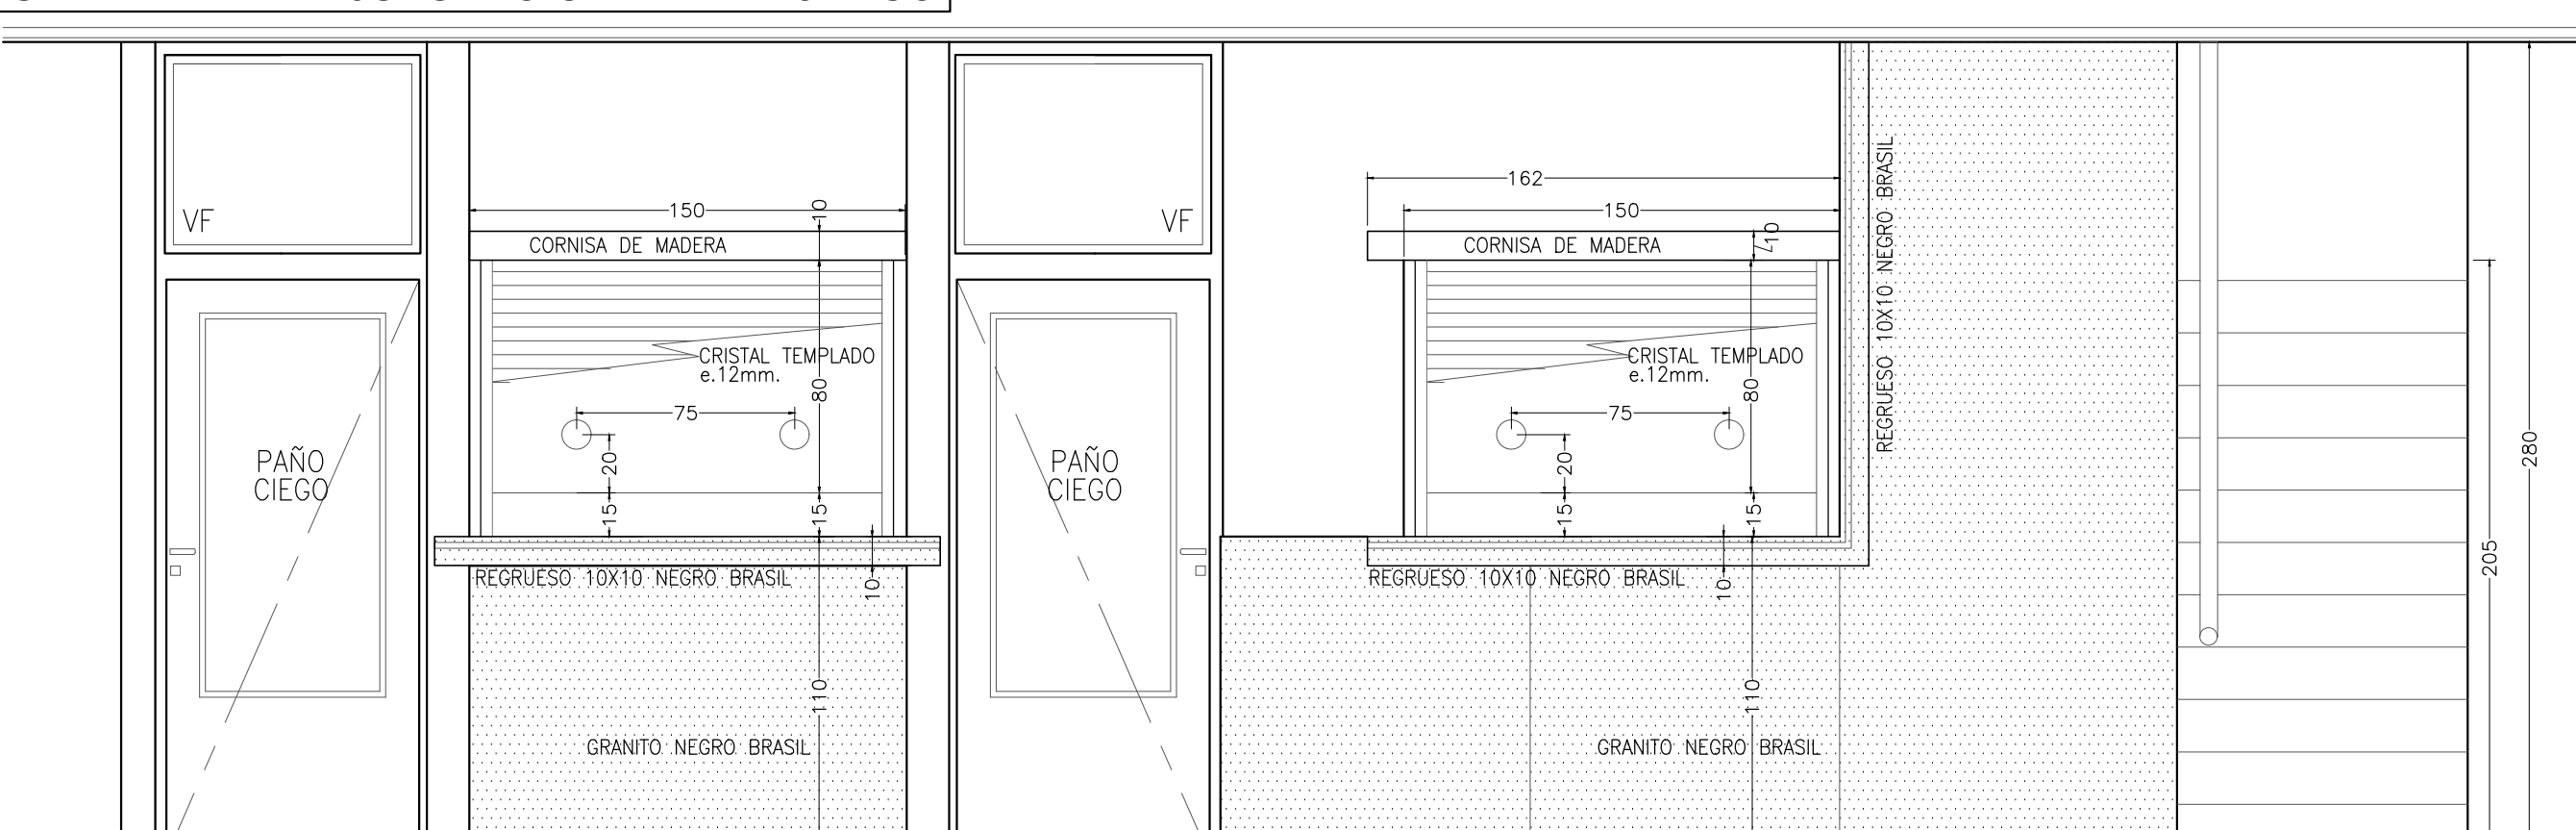 VF
150
10
CORNISA DE MADERA
CRISTAL TEMPLADO
e.12mm.
75
80
20
15
15
PAÑO
CIEGO
REGRUESO 10X10 NEGRO BRASIL
10
110
GRANITO NEGRO BRASIL
VF
PAÑO
CIEGO
162
150
10
CORNISA DE MADERA
CRISTAL TEMPLADO
e.12mm.
75
80
20
15
15
REGRUESO 10X10 NEGRO BRASIL
10
110
GRANITO NEGRO BRASIL
REGRUESO 10X10 NEGRO BRASIL
205
280